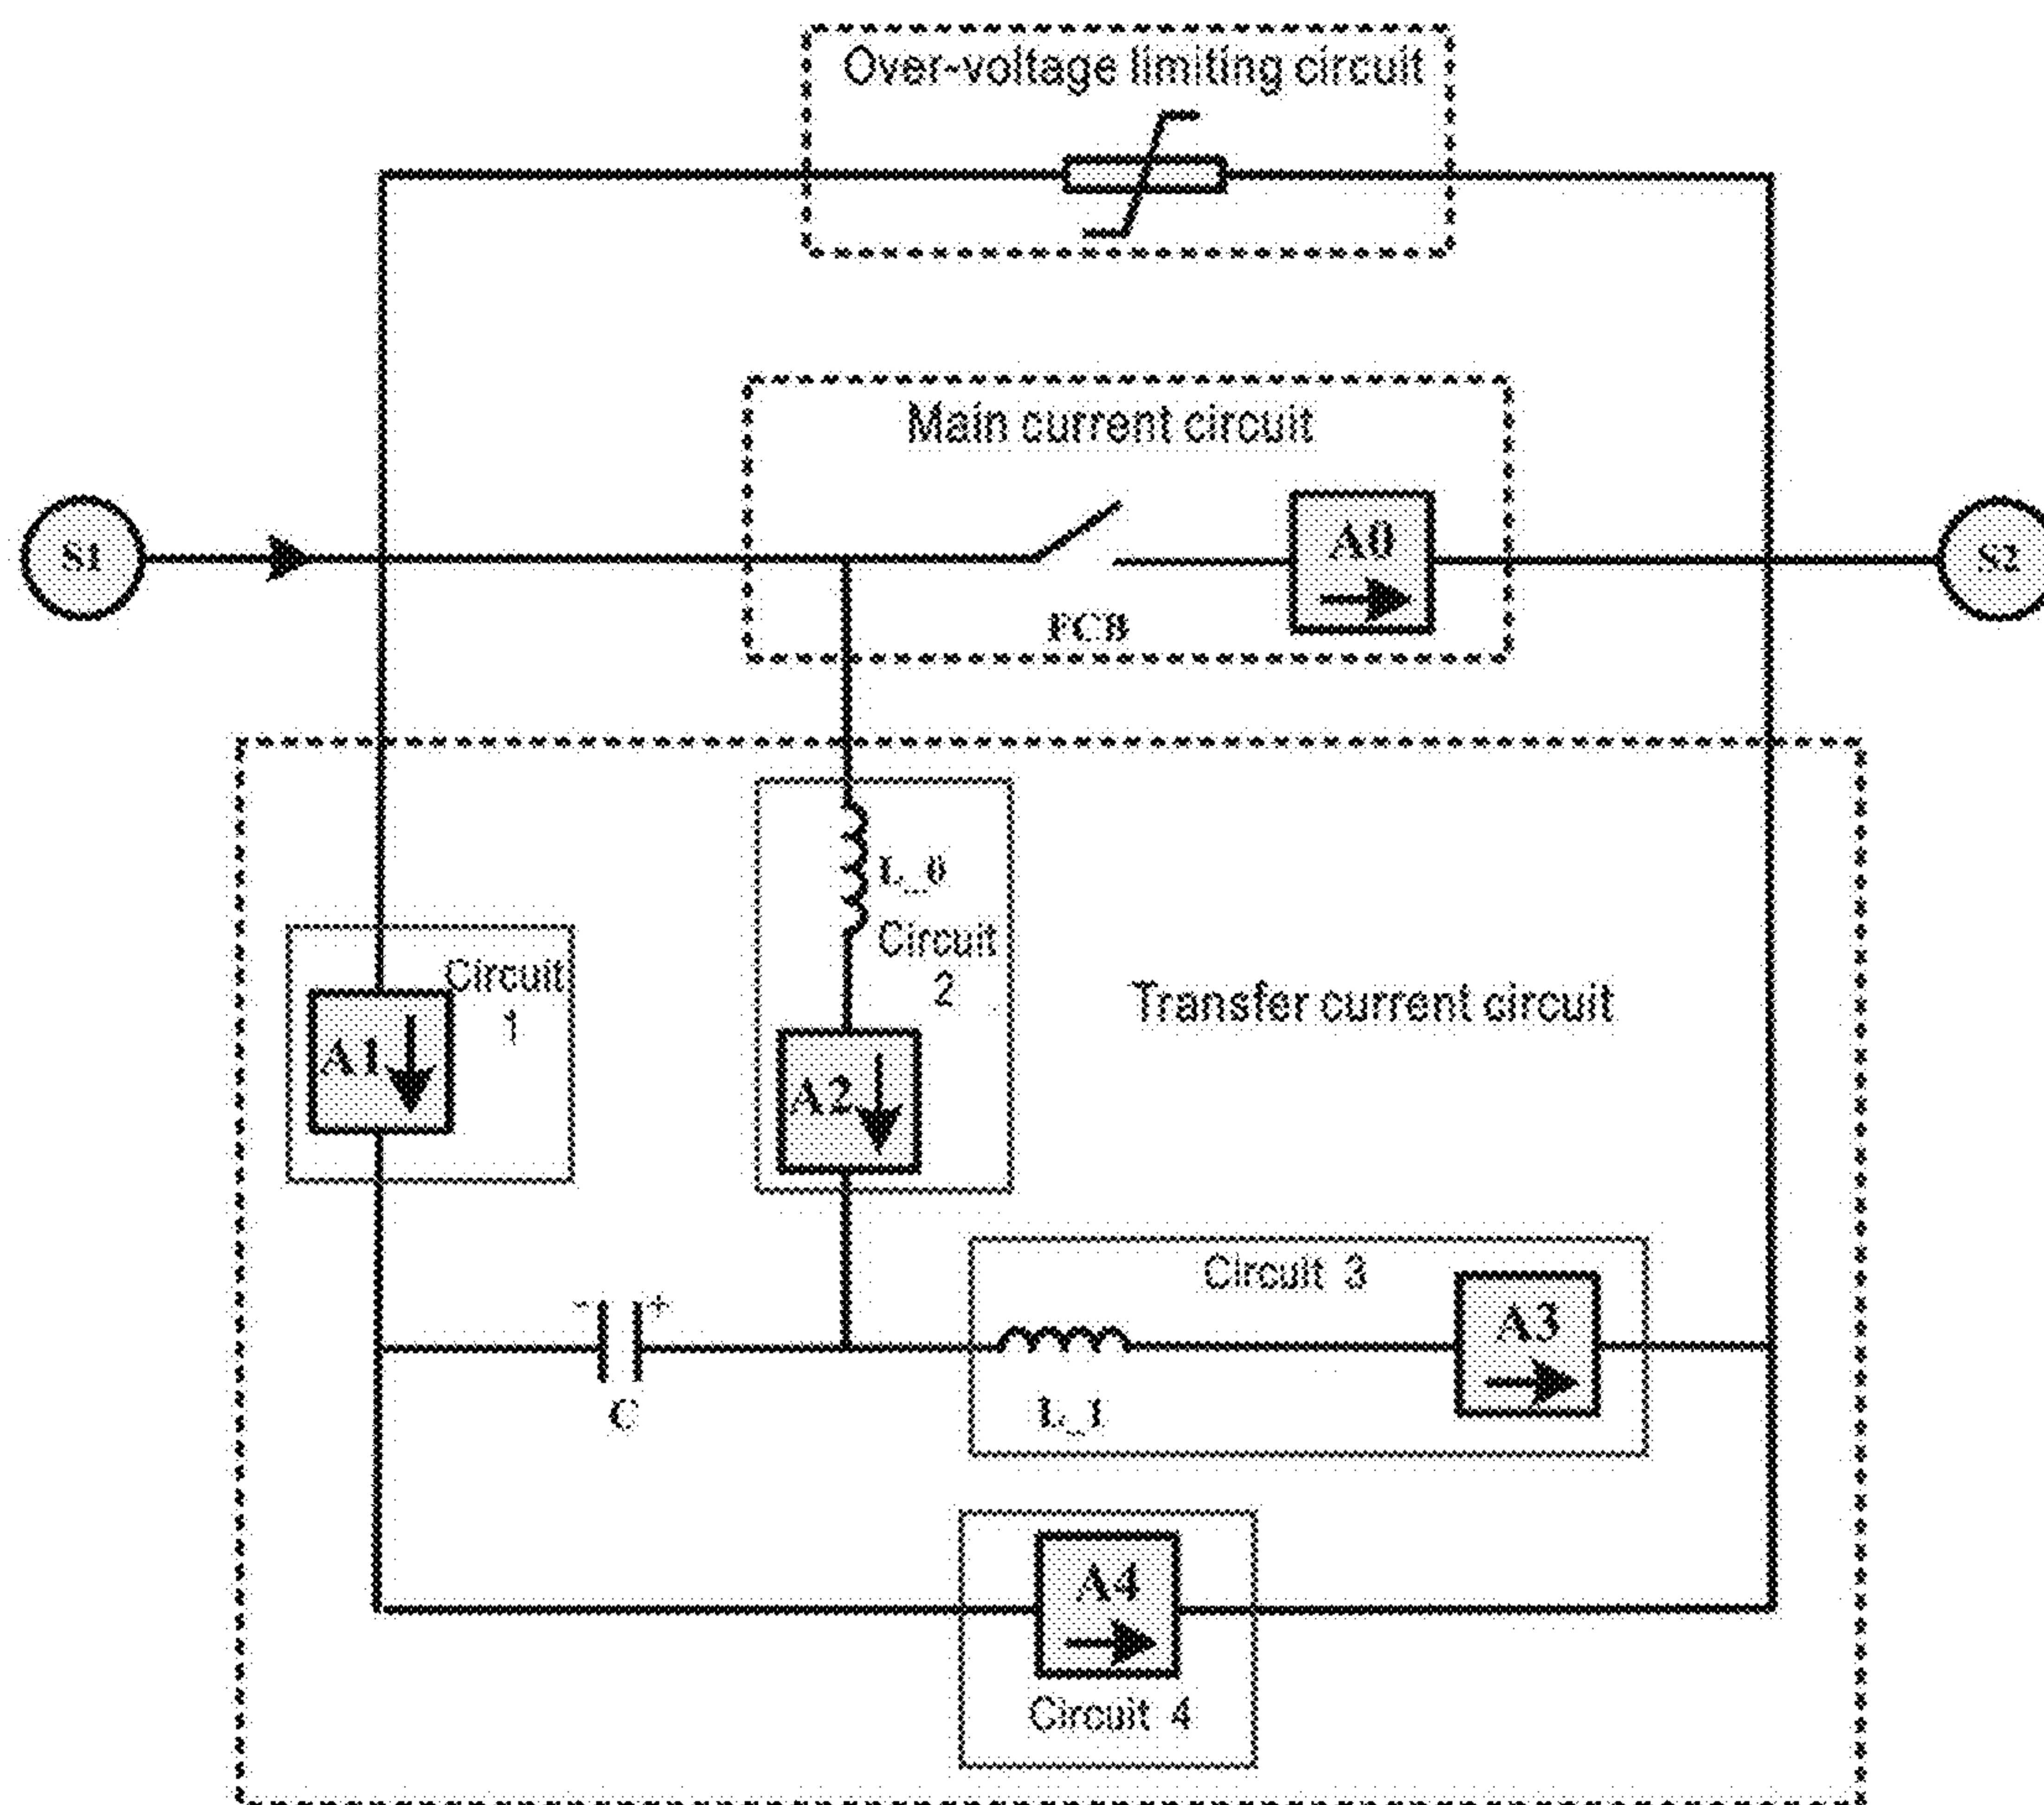 Over-voltage limiting circuit
Main current circuit
S1
A0
S2
FCB
L_0
Circuit
2
Circuit
1
Transfer current circuit
A1
A2
Circuit 3
- +
A3
C
L_1
A4
Circuit 4